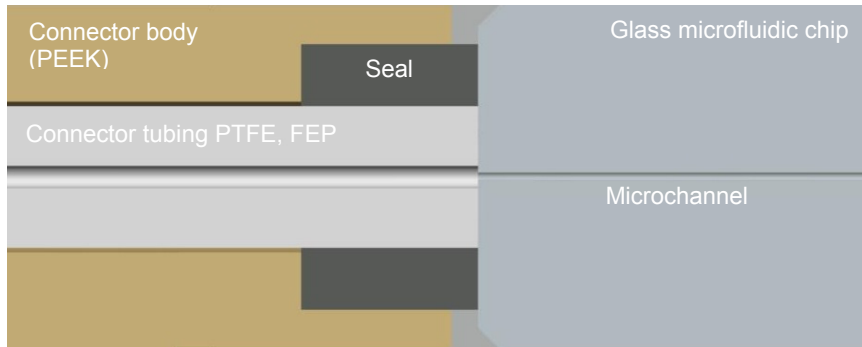 Connector body
(PEEK)
Glass microfluidic chip
Seal
Connector tubing PTFE, FEP
Microchannel